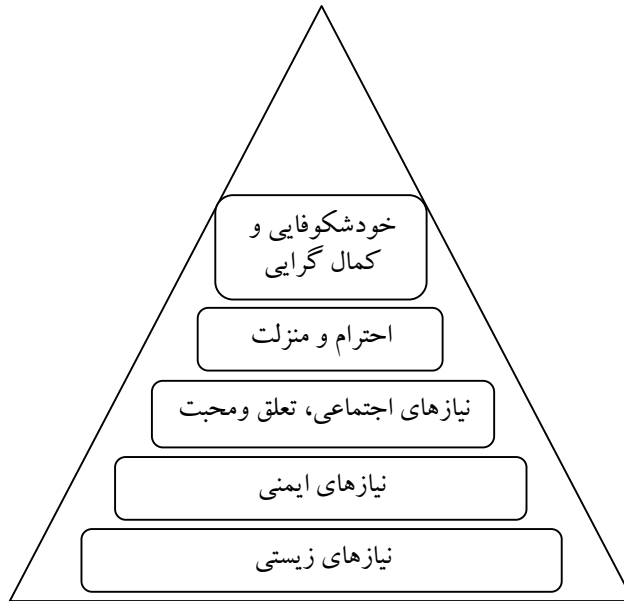 خودشکوفایی و
کمال گرایی
احترام و منزلت
نیازهای اجتماعی، تعلق ومحبت
نیازهای ایمنی
نیازهای زیستی